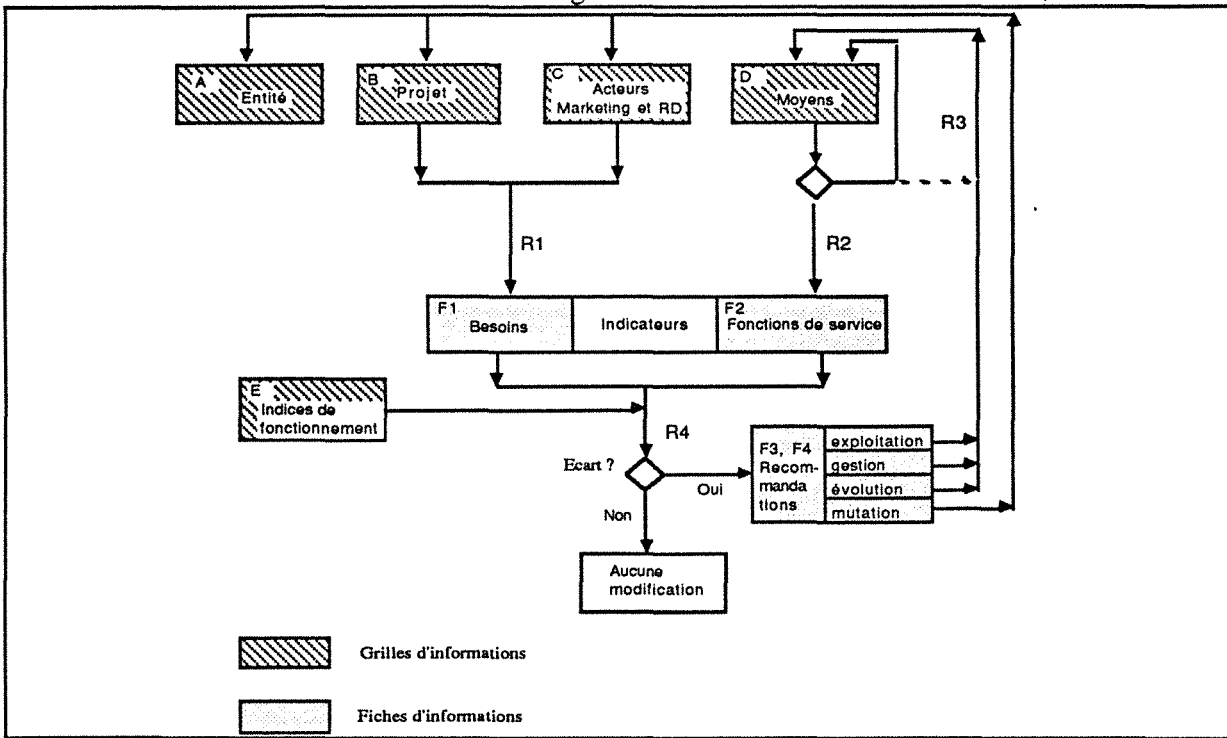 A
Entité
B
Projet
C
Acteurs
Marketing et RD
D
Moyens
R3
R1
R2
F1
Besoins
Indicateurs
F2
Fonctions de service
E
Indices de
fonctionnement
R4
Ecart ?
Oui
Non
F3, F4
Recom-
manda
tions
exploitation
gestion
évolution
mutation
Aucune
modification
Grilles d'informations
Fiches d'informations